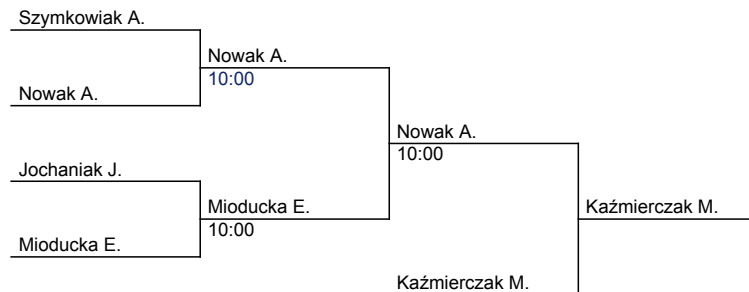 Szymkowiak A.
Nowak A.
10:00
Nowak A.
Nowak A.
10:00
Jochaniak J.
Mioducka E.
Kaźmierczak M.
10:00
Mioducka E.
Kaźmierczak M.